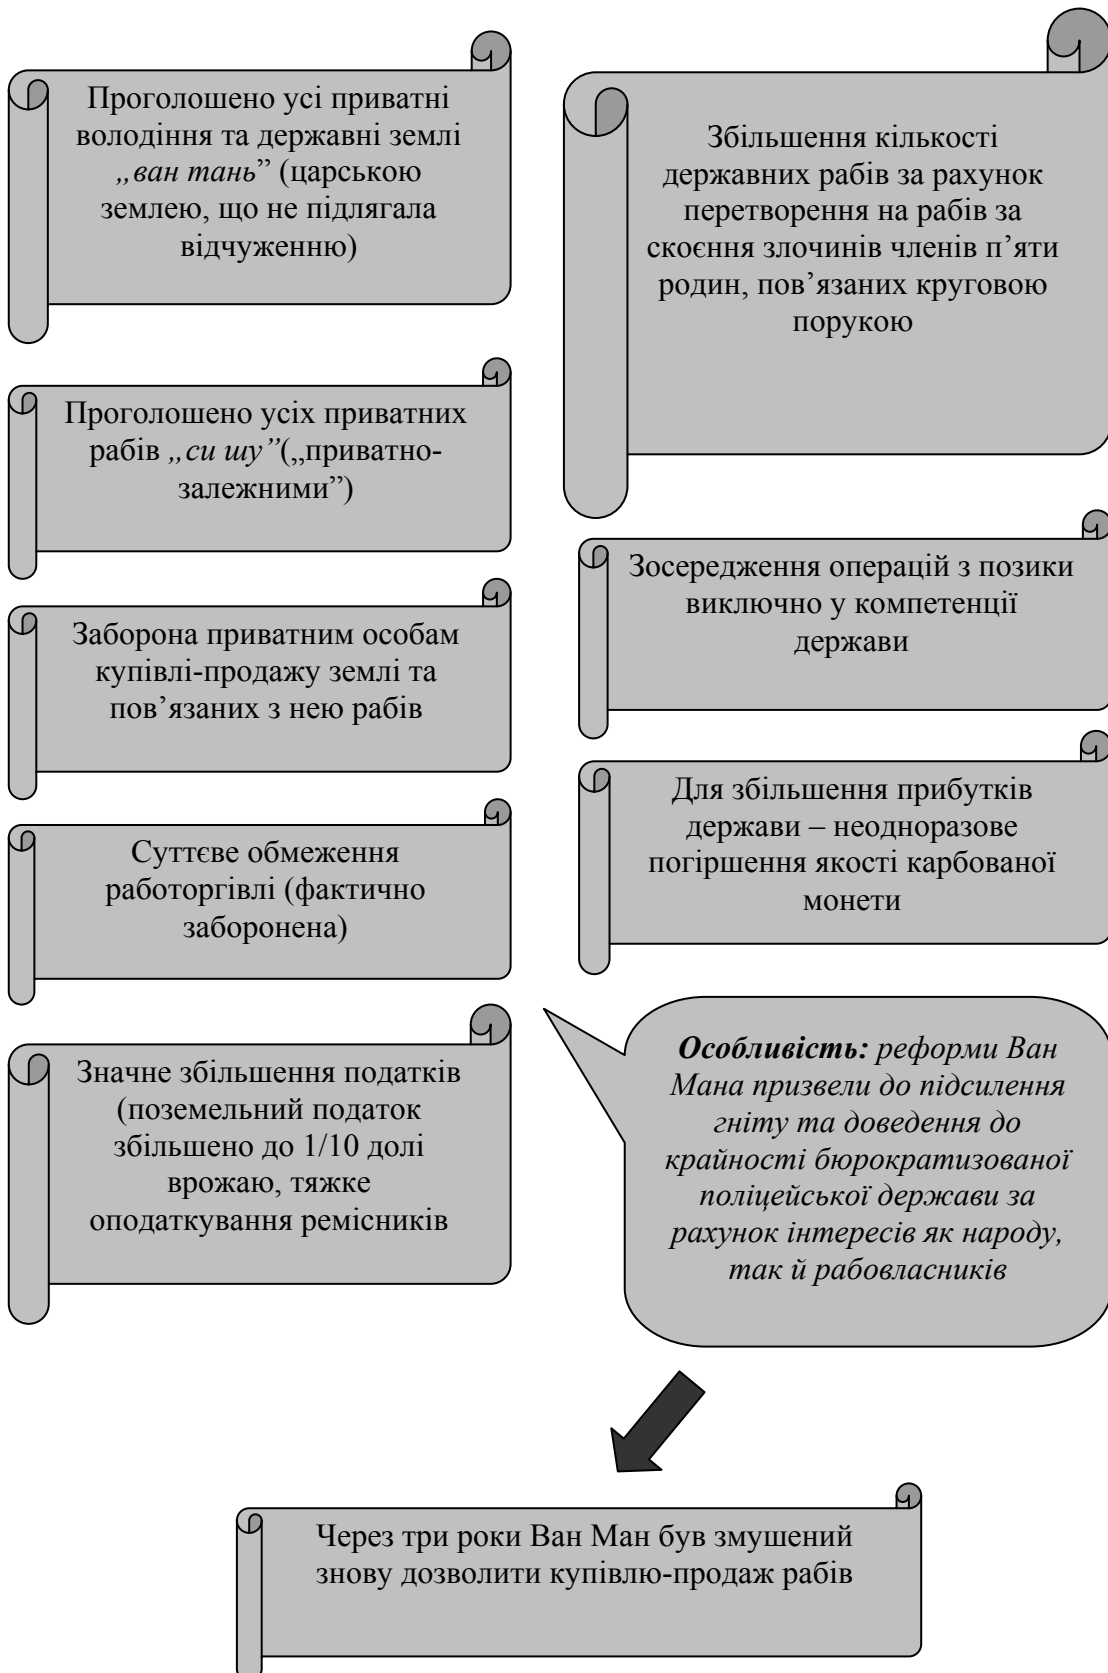 Проголошено усі приватні
володіння та державні землі
„ван тань” (царською
землею, що не підлягала
відчуженню)
Проголошено усіх приватних
рабів „си шу”(„приватно-
залежними”)
Заборона приватним особам
купівлі-продажу землі та
пов’язаних з нею рабів
Суттєве обмеження
работоргівлі (фактично
заборонена)
Значне збільшення податків
(поземельний податок
збільшено до 1/10 долі
врожаю, тяжке
оподаткування ремісників
Збільшення кількості
державних рабів за рахунок
перетворення на рабів за
скоєння злочинів членів п’яти
родин, пов’язаних круговою
порукою
Зосередження операцій з позики
виключно у компетенції
держави
Для збільшення прибутків
держави – неодноразове
погіршення якості карбованої
монети
Особливість: реформи Ван
Мана призвели до підсилення
гніту та доведення до
крайності бюрократизованої
поліцейської держави за
рахунок інтересів як народу,
так й рабовласників
Через три роки Ван Ман був змушений
знову дозволити купівлю-продаж рабів